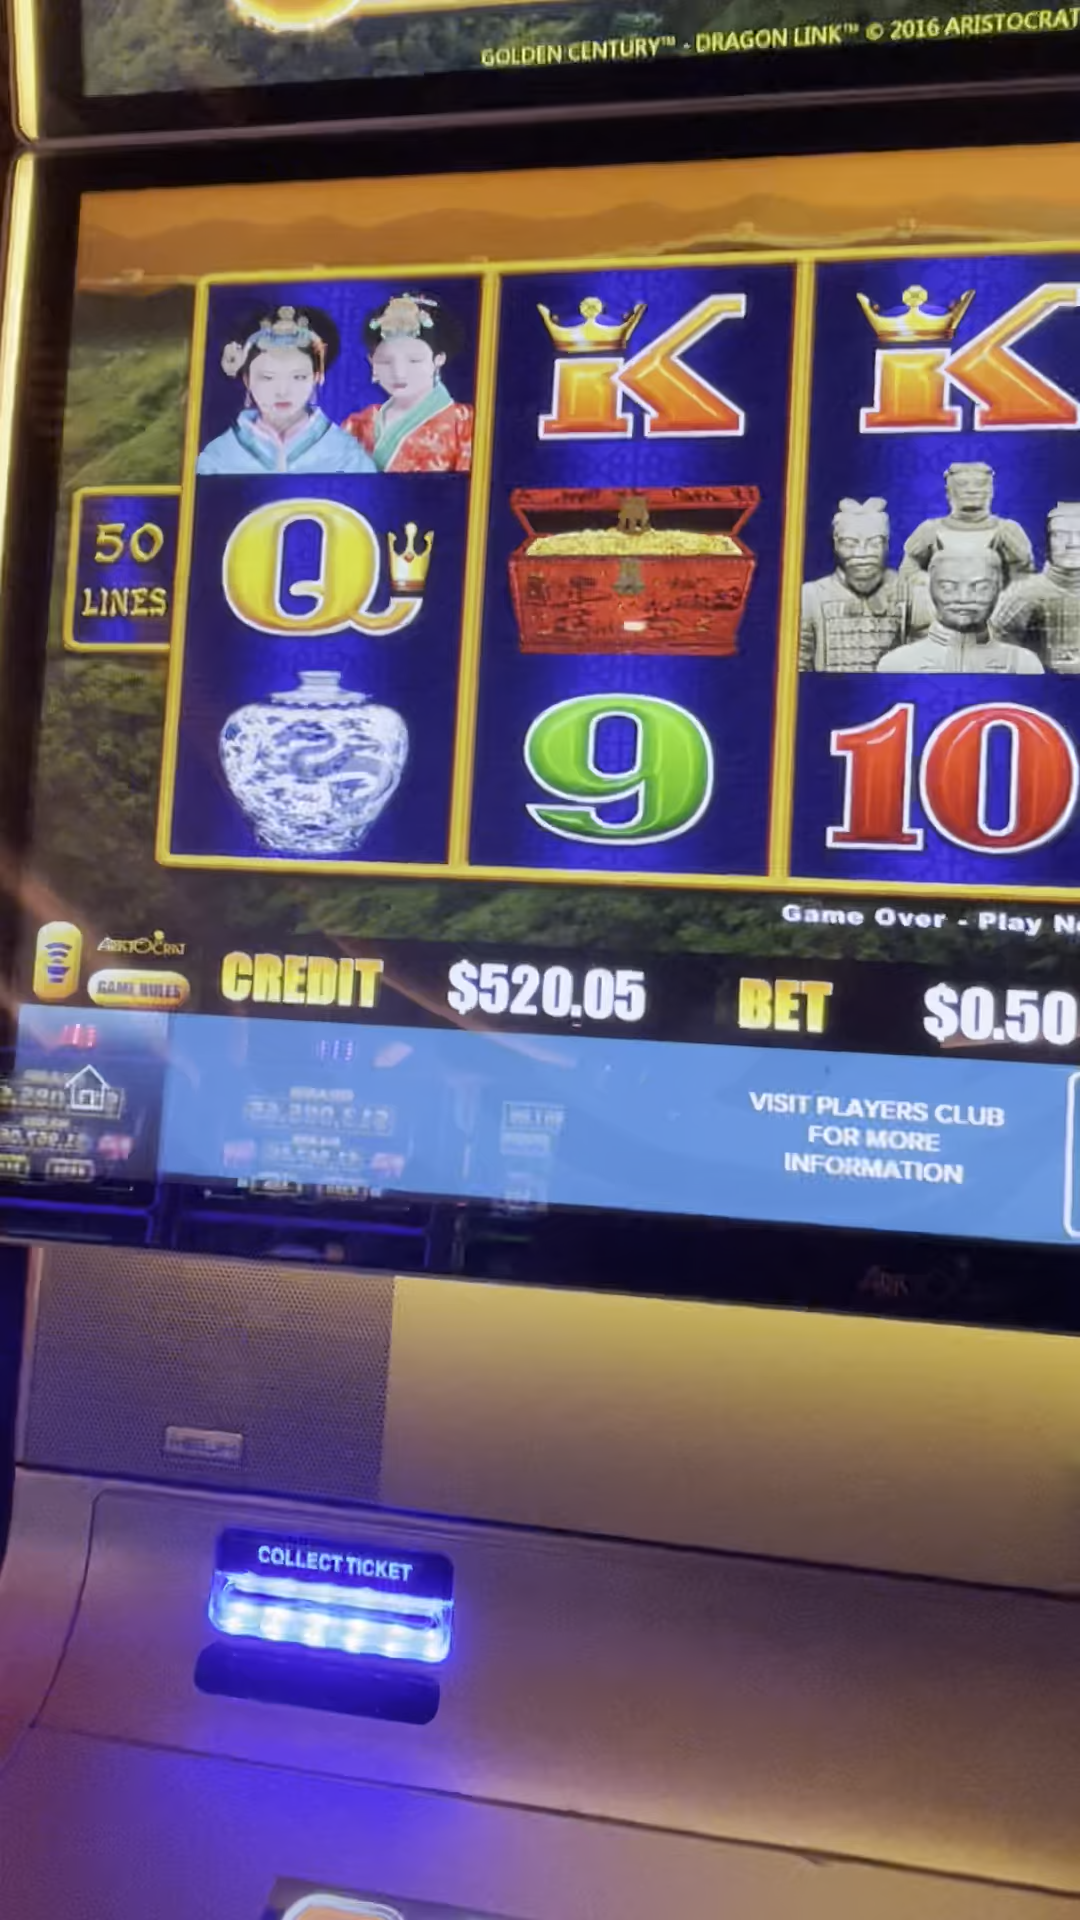 GOLDEN CENTURY™ - DRAGON LINK™ © 2016 ARISTOCRAT
K K
50
LINES
Q
9 10
Game Over - Play
ARISTOCRAT
GAME RULES
CREDIT $520.05 BET $0.50
VISIT PLAYERS CLUB
FOR MORE
INFORMATION
COLLECT TICKET